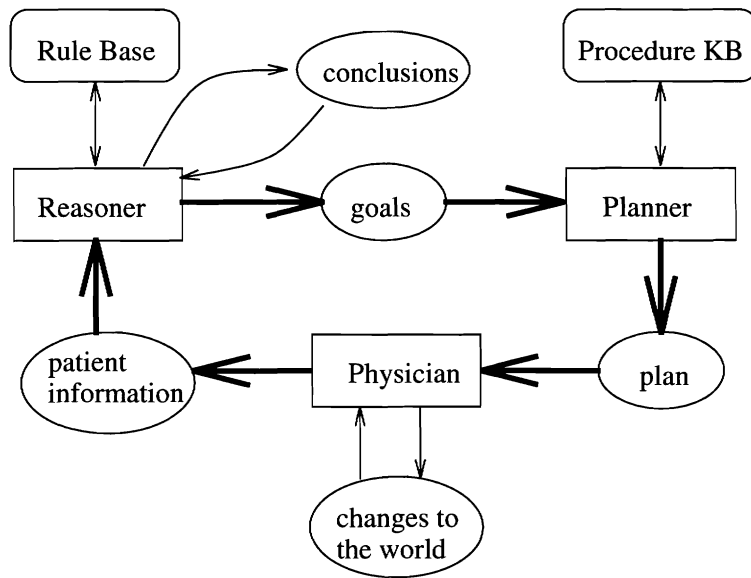 Rule Base
conclusions
Procedure KB
Reasoner
goals
Planner
patient
information
Physician
plan
changes to
the world